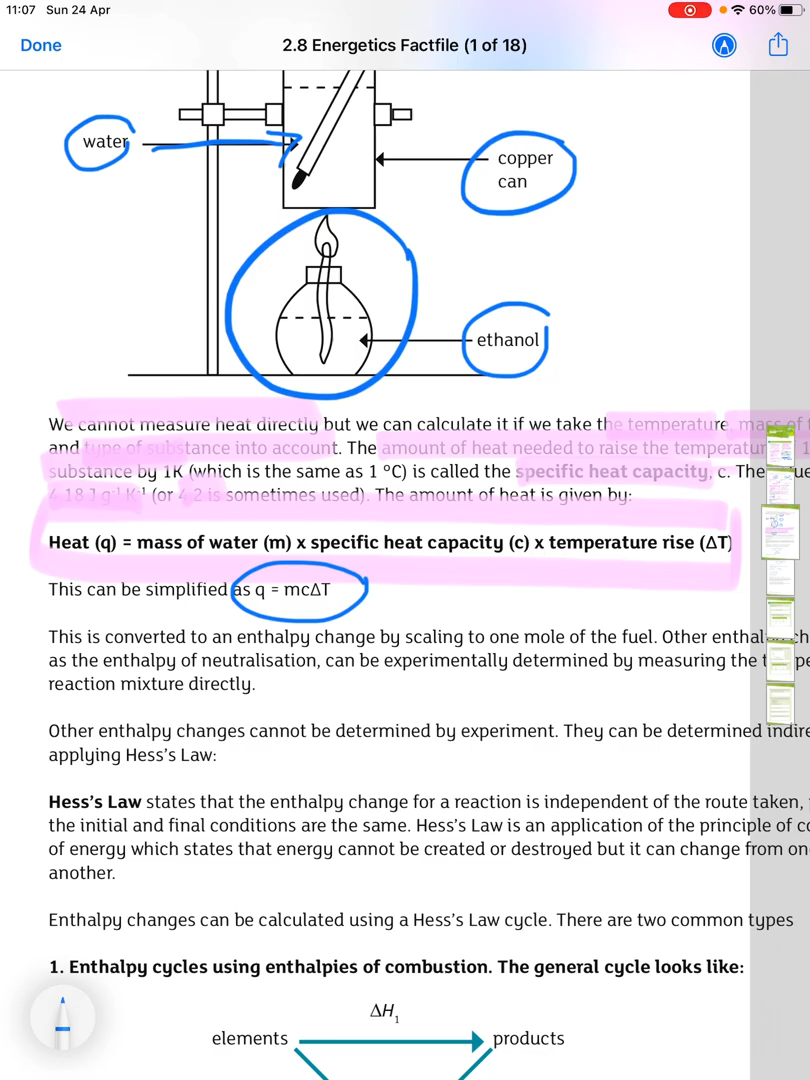 11:07 Sun 24 Apr
60%
Done
2.8 Energetics Factfile (1 of 18)
water
copper
can
ethanol
We cannot measure heat directly but we can calculate it if we take the temperature, mass of
and type of substance into account. The amount of heat needed to raise the temperatur 1
substance by 1K (which is the same as 1 °C) is called the specific heat capacity, c. The
4.18 J g⁻¹ K⁻¹ (or 4.2 is sometimes used). The amount of heat is given by:
Heat (q) = mass of water (m) x specific heat capacity (c) x temperature rise (ΔT)
This can be simplified as q = mcΔT
This is converted to an enthalpy change by scaling to one mole of the fuel. Other
as the enthalpy of neutralisation, can be experimentally determined by measuring the
reaction mixture directly.
Other enthalpy changes cannot be determined by experiment. They can be determined indire
applying Hess's Law:
Hess's Law states that the enthalpy change for a reaction is independent of the route taken,
the initial and final conditions are the same. Hess's Law is an application of the principle of co
of energy which states that energy cannot be created or destroyed but it can change from on
another.
Enthalpy changes can be calculated using a Hess's Law cycle. There are two common types
1. Enthalpy cycles using enthalpies of combustion. The general cycle looks like:
ΔH₁
elements
products